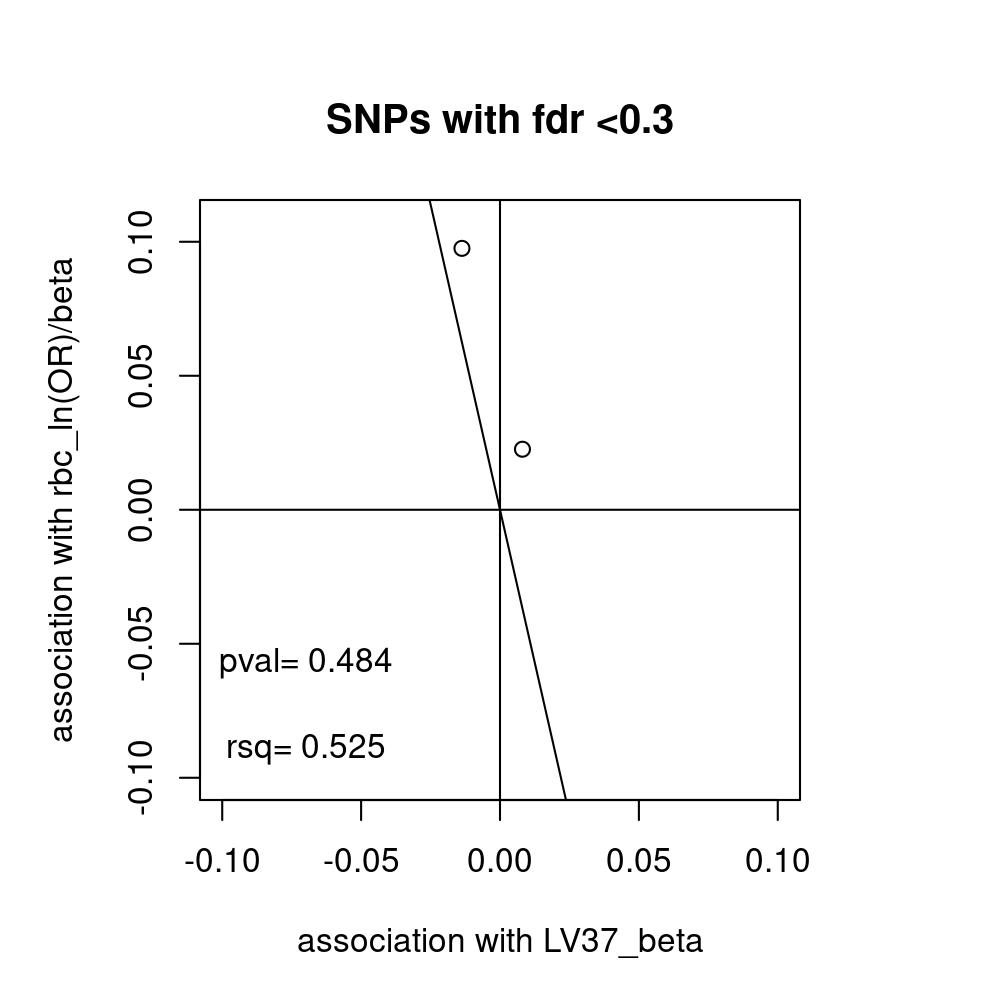 SNPs with fdr <0.3
association with rbc_ln(OR)/beta
0.10
0.05
0.00
-0.05
-0.10
pval= 0.484
rsq= 0.525
-0.10 -0.05 0.00 0.05 0.10
association with LV37_beta